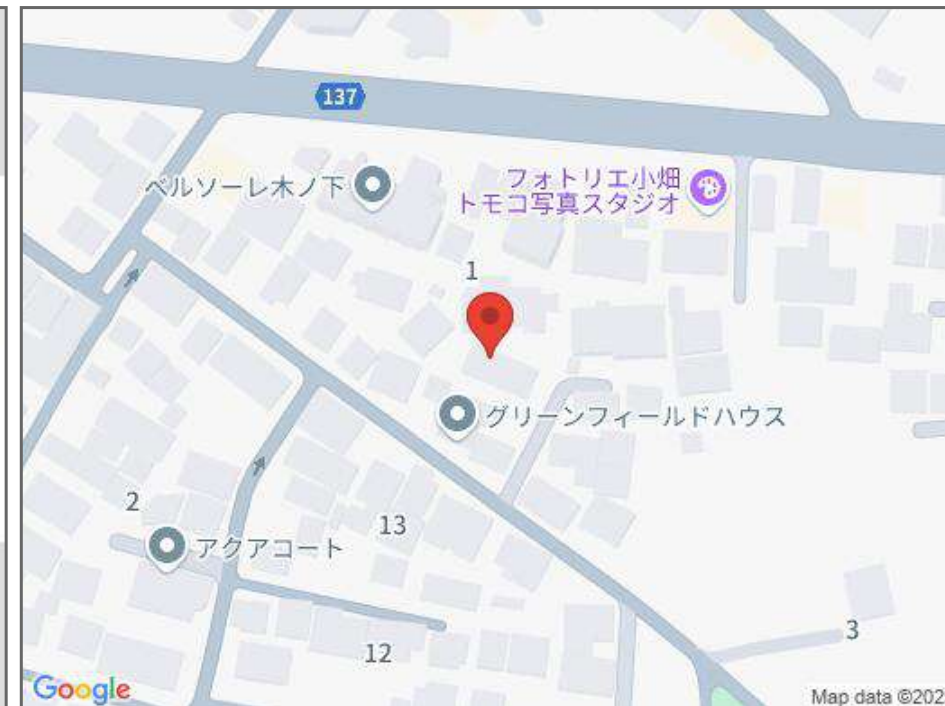 137
ベルソーレ木ノ下
フォトリエ小畑
トモコ写真スタジオ
1
グリーンフィールドハウス
2
13
アクアコート
3
12
Google
Map data ©202